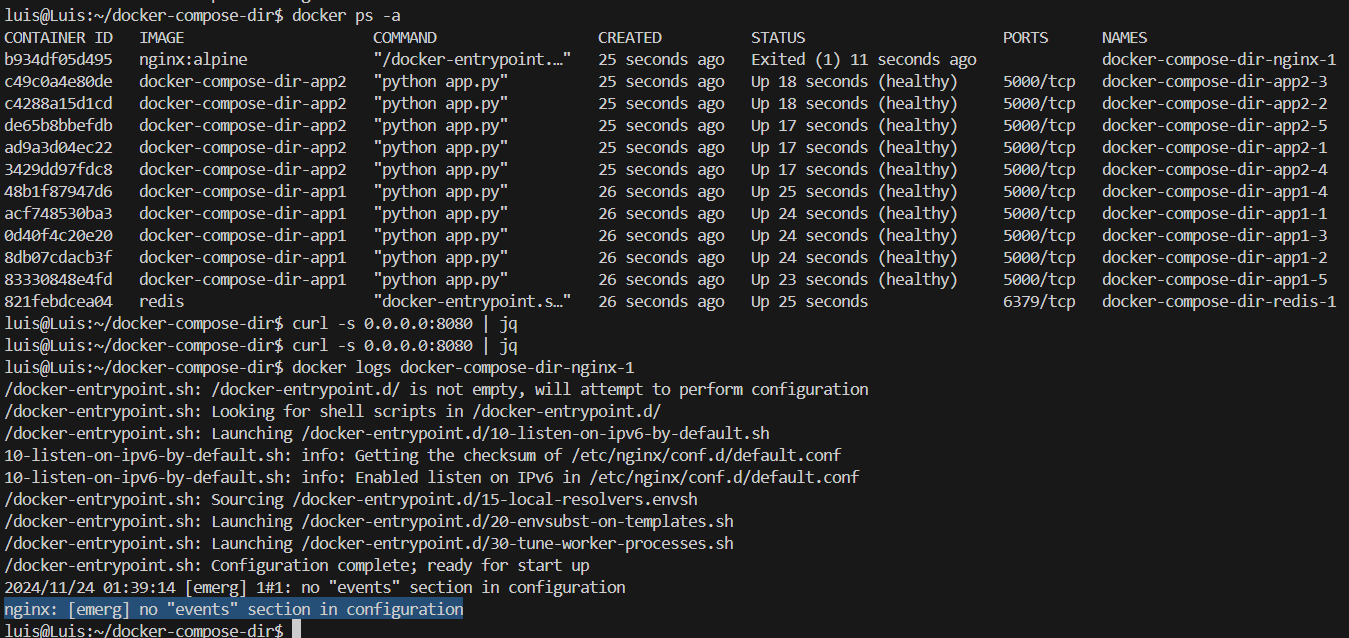 luis@Luis:~/docker-compose-dir$ docker ps -a
CONTAINER ID   IMAGE                     COMMAND                  CREATED          STATUS                      PORTS      NAMES
b934df05d495   nginx:alpine              "/docker-entrypoint.…"   25 seconds ago   Exited (1) 11 seconds ago              docker-compose-dir-nginx-1
c49c0a4e80de   docker-compose-dir-app2   "python app.py"          25 seconds ago   Up 18 seconds (healthy)     5000/tcp   docker-compose-dir-app2-3
c4288a15d1cd   docker-compose-dir-app2   "python app.py"          25 seconds ago   Up 18 seconds (healthy)     5000/tcp   docker-compose-dir-app2-2
de65b8bbefdb   docker-compose-dir-app2   "python app.py"          25 seconds ago   Up 17 seconds (healthy)     5000/tcp   docker-compose-dir-app2-5
ad9a3d04ec22   docker-compose-dir-app2   "python app.py"          25 seconds ago   Up 17 seconds (healthy)     5000/tcp   docker-compose-dir-app2-1
3429dd97fdc8   docker-compose-dir-app2   "python app.py"          25 seconds ago   Up 17 seconds (healthy)     5000/tcp   docker-compose-dir-app2-4
48b1f87947d6   docker-compose-dir-app1   "python app.py"          26 seconds ago   Up 25 seconds (healthy)     5000/tcp   docker-compose-dir-app1-4
acf748530ba3   docker-compose-dir-app1   "python app.py"          26 seconds ago   Up 24 seconds (healthy)     5000/tcp   docker-compose-dir-app1-1
0d40f4c20e20   docker-compose-dir-app1   "python app.py"          26 seconds ago   Up 24 seconds (healthy)     5000/tcp   docker-compose-dir-app1-3
8db07cdacb3f   docker-compose-dir-app1   "python app.py"          26 seconds ago   Up 24 seconds (healthy)     5000/tcp   docker-compose-dir-app1-2
83330848e4fd   docker-compose-dir-app1   "python app.py"          26 seconds ago   Up 23 seconds (healthy)     5000/tcp   docker-compose-dir-app1-5
821febdcea04   redis                     "docker-entrypoint.s…"   26 seconds ago   Up 25 seconds               6379/tcp   docker-compose-dir-redis-1
luis@Luis:~/docker-compose-dir$ curl -s 0.0.0.0:8080 | jq
luis@Luis:~/docker-compose-dir$ curl -s 0.0.0.0:8080 | jq
luis@Luis:~/docker-compose-dir$ docker logs docker-compose-dir-nginx-1
/docker-entrypoint.sh: /docker-entrypoint.d/ is not empty, will attempt to perform configuration
/docker-entrypoint.sh: Looking for shell scripts in /docker-entrypoint.d/
/docker-entrypoint.sh: Launching /docker-entrypoint.d/10-listen-on-ipv6-by-default.sh
10-listen-on-ipv6-by-default.sh: info: Getting the checksum of /etc/nginx/conf.d/default.conf
10-listen-on-ipv6-by-default.sh: info: Enabled listen on IPv6 in /etc/nginx/conf.d/default.conf
/docker-entrypoint.sh: Sourcing /docker-entrypoint.d/15-local-resolvers.envsh
/docker-entrypoint.sh: Launching /docker-entrypoint.d/20-envsubst-on-templates.sh
/docker-entrypoint.sh: Launching /docker-entrypoint.d/30-tune-worker-processes.sh
/docker-entrypoint.sh: Configuration complete; ready for start up
2024/11/24 01:39:14 [emerg] 1#1: no "events" section in configuration
nginx: [emerg] no "events" section in configuration
luis@Luis:~/docker-compose-dir$